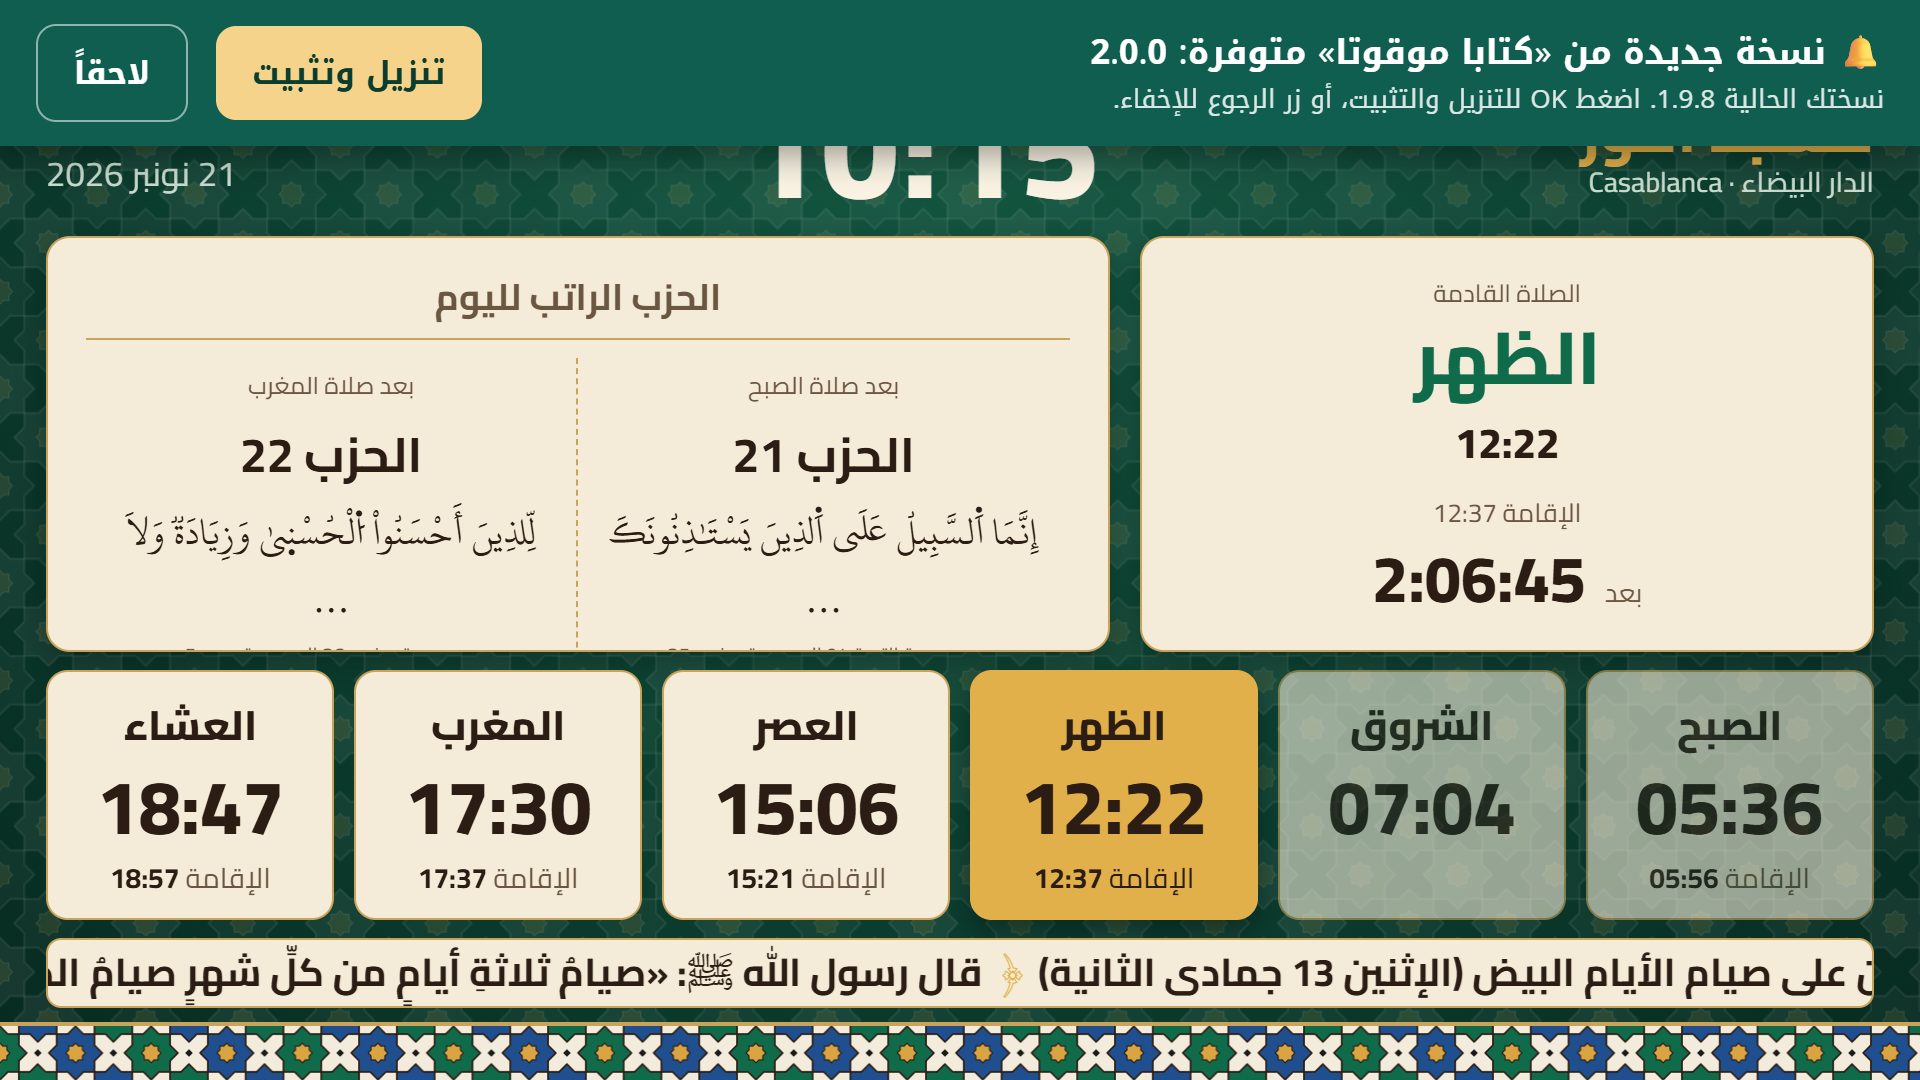 نسخة جديدة من «كتابا موقوتا» متوفرة: 2.0.0
نسختك الحالية 1.9.8. اضغط OK للتنزيل والتثبيت، أو زر الرجوع للإخفاء.
تنزيل وتثبيت
لاحقاً
الدار البيضاء · Casablanca
10:15
21 نونبر 2026
الصلاة القادمة
الظهر
12:22
الإقامة 12:37
بعد 2:06:45
الحزب الراتب لليوم
بعد صلاة الصبح
الحزب 21
إِنَّمَا اَ۬لسَّبِيلُ عَلَى اَ۬لذِينَ يَسْتَٰذِنُونَكَ
...
بعد صلاة المغرب
الحزب 22
لِّلذِينَ أَحْسَنُواْ اُ۬لْحُسْن۪يٰ وَزِيَادَةٞ وَلاَ
...
الصبح
05:36
الإقامة 05:56
الشروق
07:04
الظهر
12:22
الإقامة 12:37
العصر
15:06
الإقامة 15:21
المغرب
17:30
الإقامة 17:37
العشاء
18:47
الإقامة 18:57
على صيام الأيام البيض (الإثنين 13 جمادى الثانية) ﴾ قال رسول الله ﷺ: «صيامُ ثلاثةِ أيامٍ من كلِّ شهرٍ صيامُ